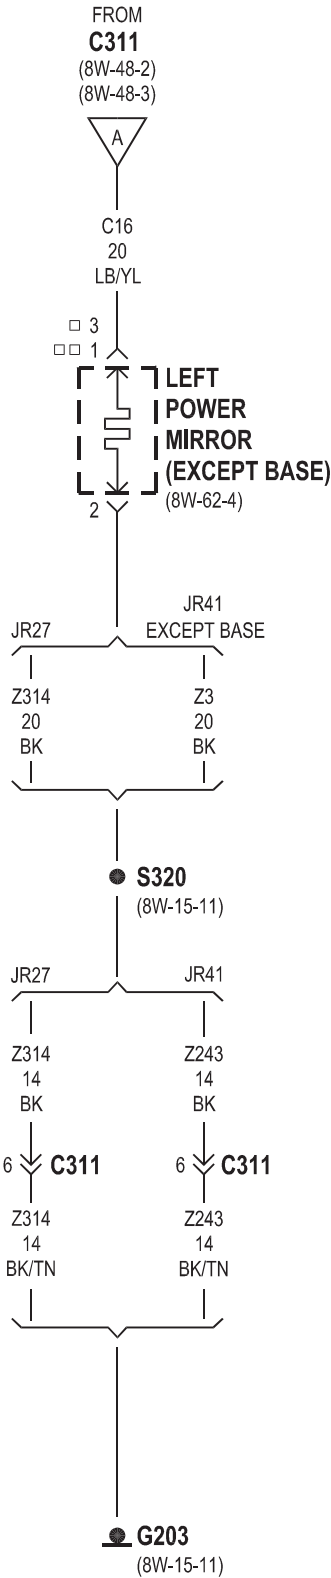 FROM
C311
(8W-48-2)
(8W-48-3)
A
C16
20
LB/YL
□ 3
□□ 1
LEFT
POWER
MIRROR
(EXCEPT BASE)
(8W-62-4)
2
JR27
JR41
EXCEPT BASE
Z314
20
BK
Z3
20
BK
S320
(8W-15-11)
JR27
JR41
Z314
14
BK
Z243
14
BK
6 C311
6 C311
Z314
14
BK/TN
Z243
14
BK/TN
G203
(8W-15-11)